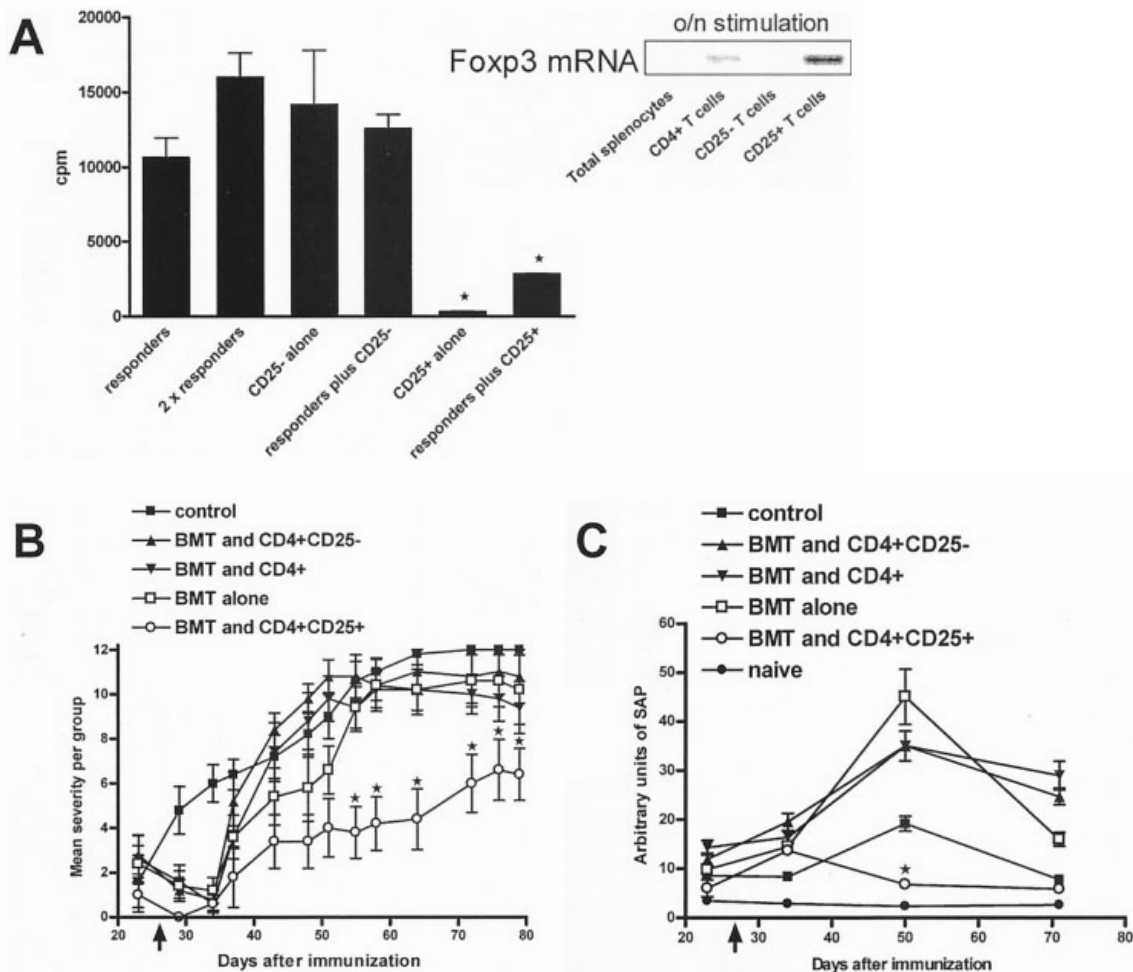 A
20000
15000
10000
5000
0
cpm
responders
2 x responders
CD25- alone
responders plus CD25-
CD25+ alone
responders plus CD25+
o/n stimulation
Foxp3 mRNA
Total splenocytes
CD4+ T cells
CD25- T cells
CD25+ T cells
B
control
BMT and CD4+CD25-
BMT and CD4+
BMT alone
BMT and CD4+CD25+
12
10
8
6
4
2
0
Mean severity per group
20 30 40 50 60 70 80
Days after immunization
C
control
BMT and CD4+CD25-
BMT and CD4+
BMT alone
BMT and CD4+CD25+
naive
60
50
40
30
20
10
0
Arbitrary units of SAP
20 30 40 50 60 70 80
Days after immunization